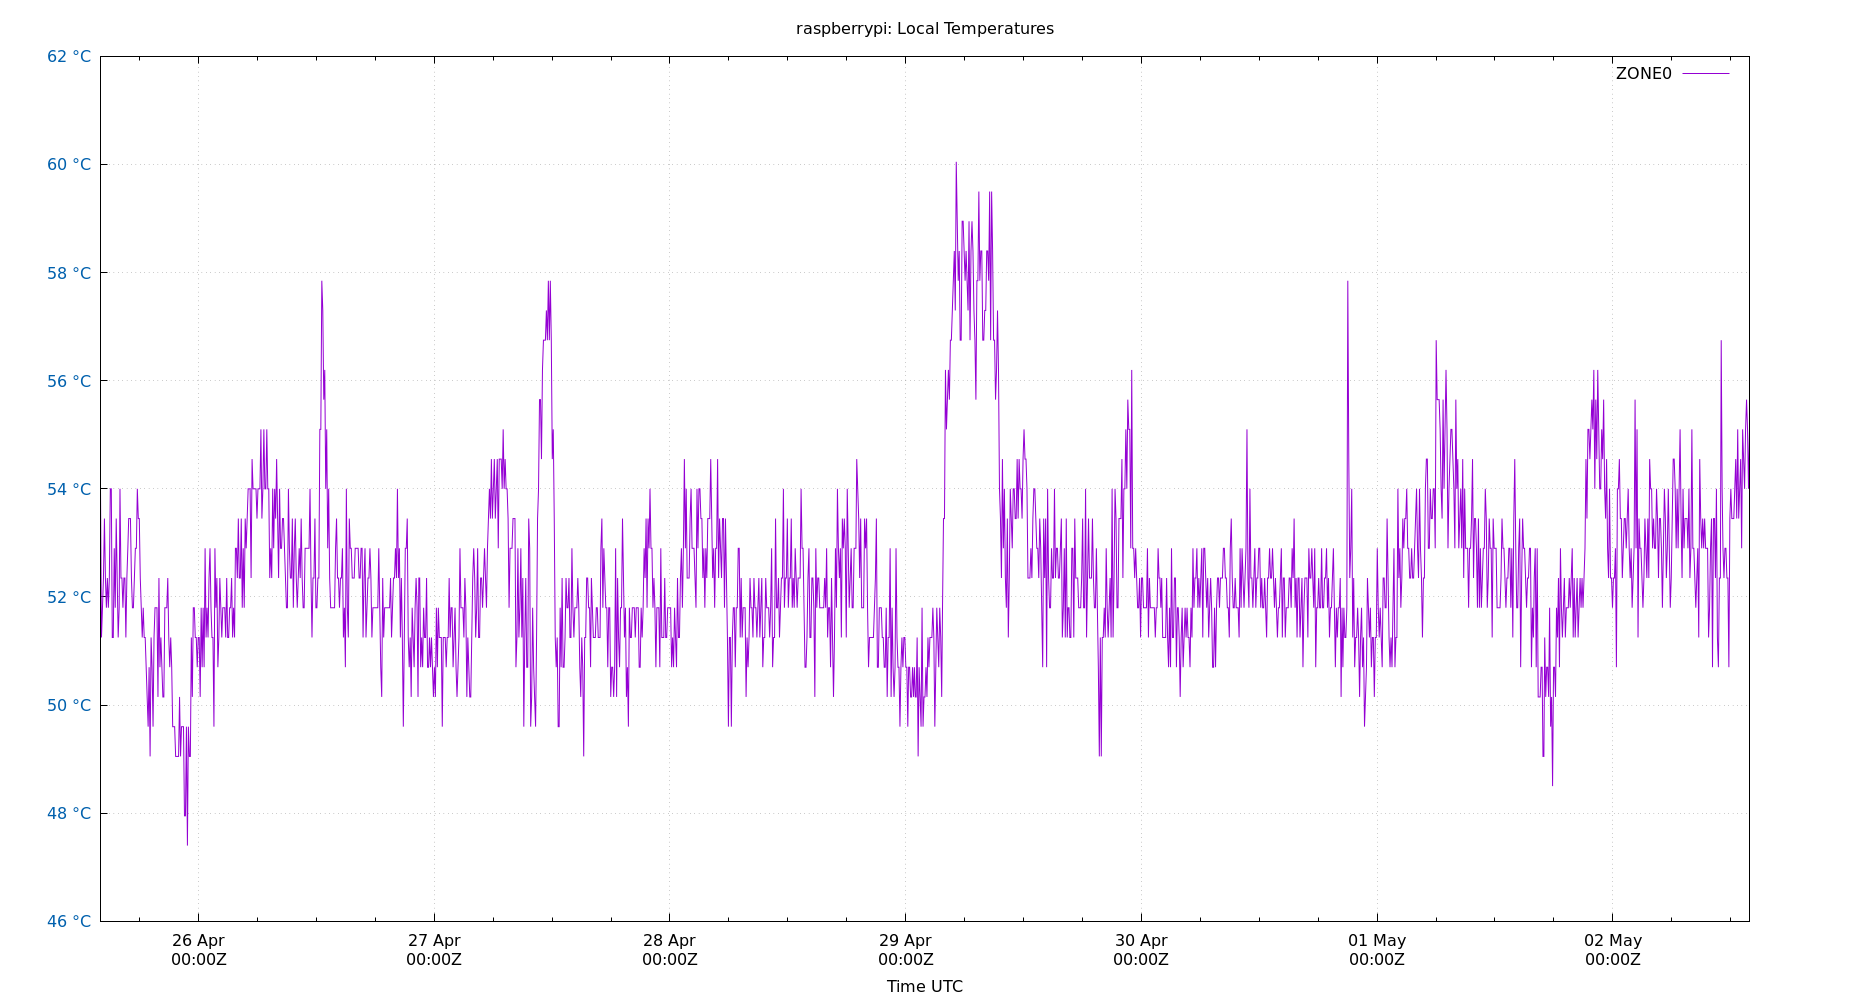 raspberrypi: Local Temperatures
62 °C
ZONE0
60 °C
58 °C
56 °C
54 °C
52 °C
50 °C
48 °C
46 °C
26 Apr 27 Apr 28 Apr 29 Apr 30 Apr 01 May 02 May
00:00Z 00:00Z 00:00Z 00:00Z 00:00Z 00:00Z 00:00Z
Time UTC